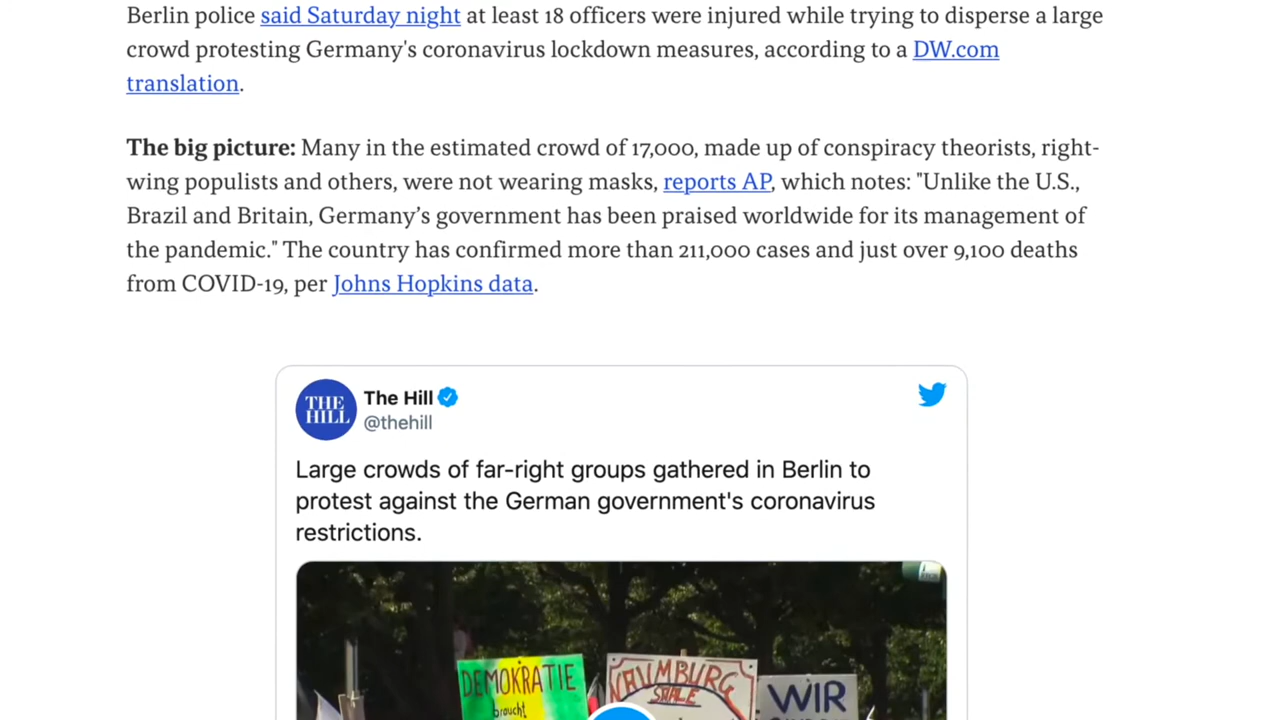 Berlin police said Saturday night at least 18 officers were injured while trying to disperse a large
crowd protesting Germany's coronavirus lockdown measures, according to a DW.com
translation.
The big picture: Many in the estimated crowd of 17,000, made up of conspiracy theorists, right-
wing populists and others, were not wearing masks, reports AP, which notes: "Unlike the U.S.,
Brazil and Britain, Germany’s government has been praised worldwide for its management of
the pandemic." The country has confirmed more than 211,000 cases and just over 9,100 deaths
from COVID-19, per Johns Hopkins data.
THE
HILL
The Hill
@thehill
Large crowds of far-right groups gathered in Berlin to
protest against the German government's coronavirus
restrictions.
DEMOKRATIE
braucht
NAUMBURG
SAALE
WIR